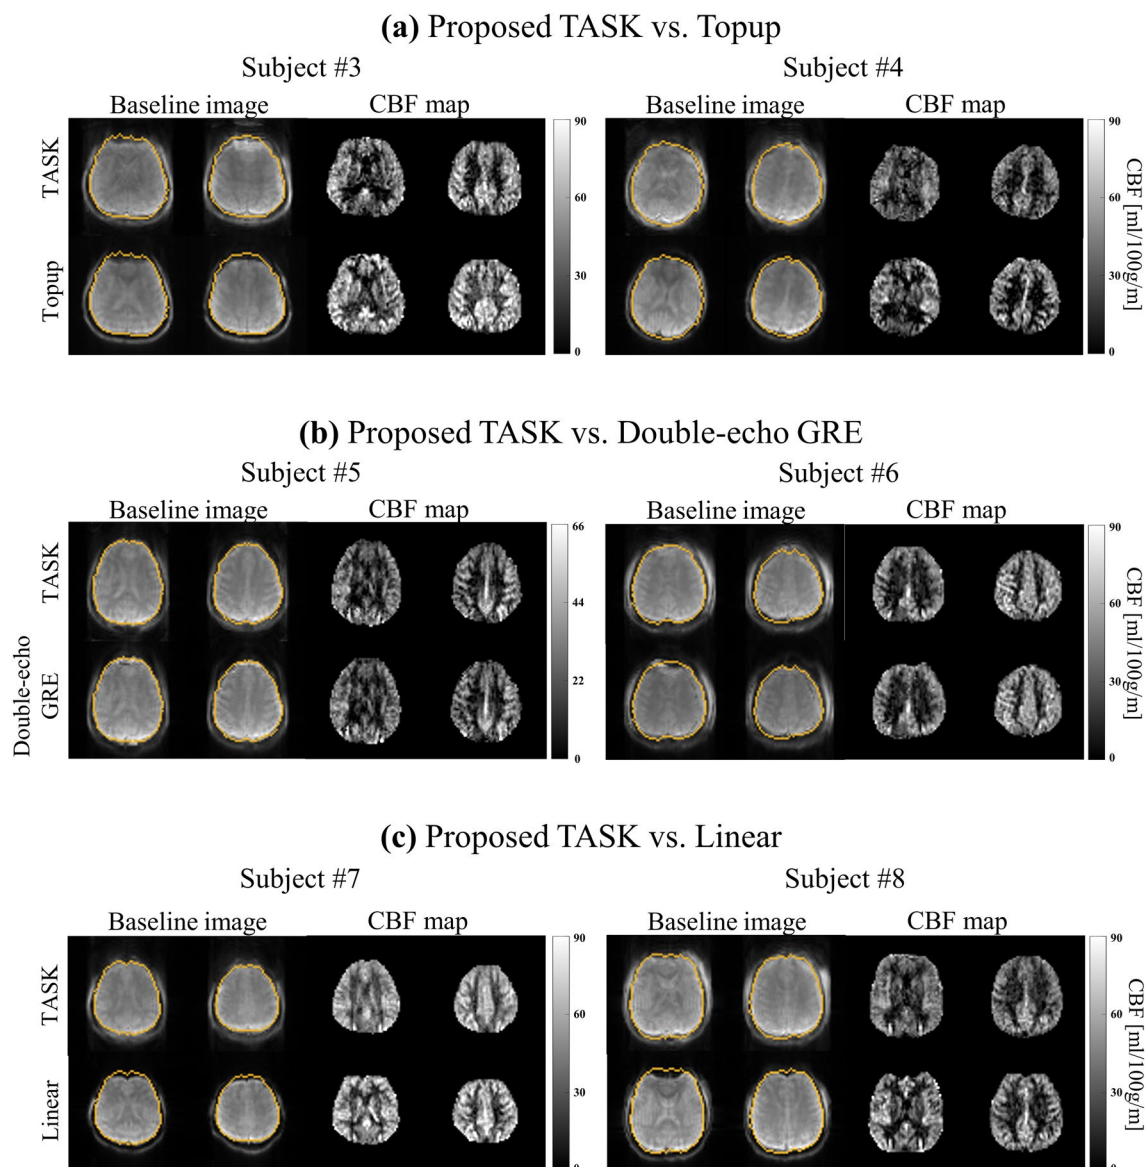 (a) Proposed TASK vs. Topup
Subject #3
Subject #4
Baseline image
CBF map
Baseline image
CBF map
TASK
Topup
90
60
30
0
90
60
30
0
CBF [ml/100g/m]
(b) Proposed TASK vs. Double-echo GRE
Subject #5
Subject #6
Baseline image
CBF map
Baseline image
CBF map
TASK
Double-echo
GRE
66
44
22
0
90
60
30
0
CBF [ml/100g/m]
(c) Proposed TASK vs. Linear
Subject #7
Subject #8
Baseline image
CBF map
Baseline image
CBF map
TASK
Linear
90
60
30
90
60
30
CBF [ml/100g/m]